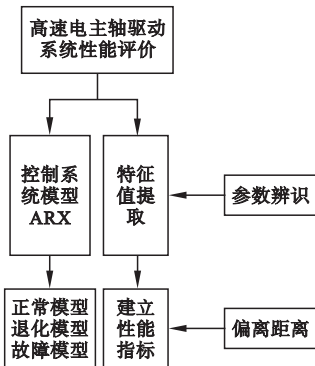 高速电主轴驱动
系统性能评价
控制系
统模型
ARX
特征
值提
取
参数辨识
正常模型
退化模型
故障模型
建立
性能
指标
偏离距离